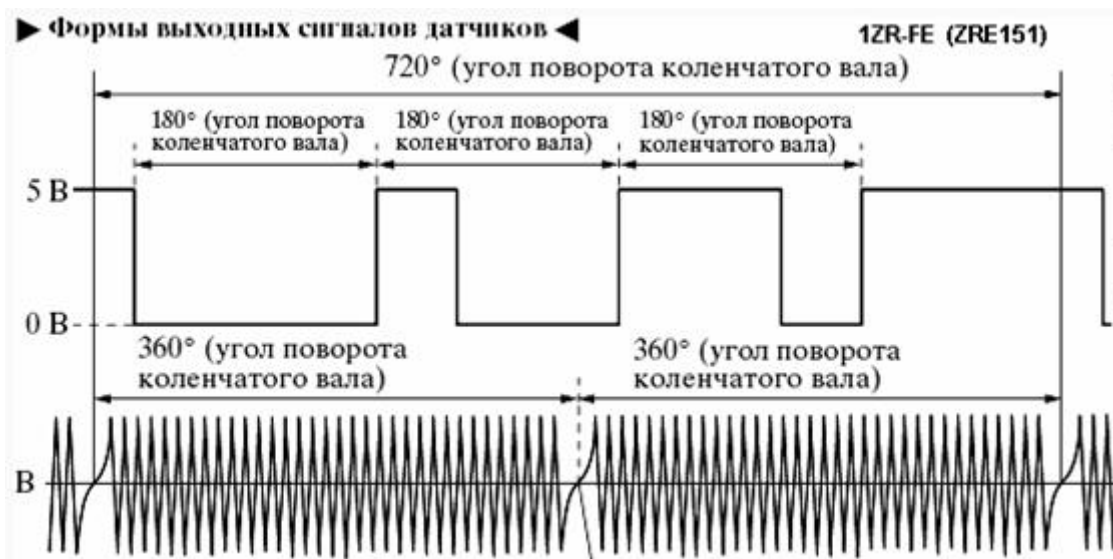 ▶ Формы выходных сигналов датчиков ◀
1ZR-FE (ZRE151)
720° (угол поворота коленчатого вала)
180° (угол поворота
коленчатого вала)
180° (угол поворота
коленчатого вала)
180° (угол поворота
коленчатого вала)
5 В
0 В
360° (угол поворота
коленчатого вала)
360° (угол поворота
коленчатого вала)
В